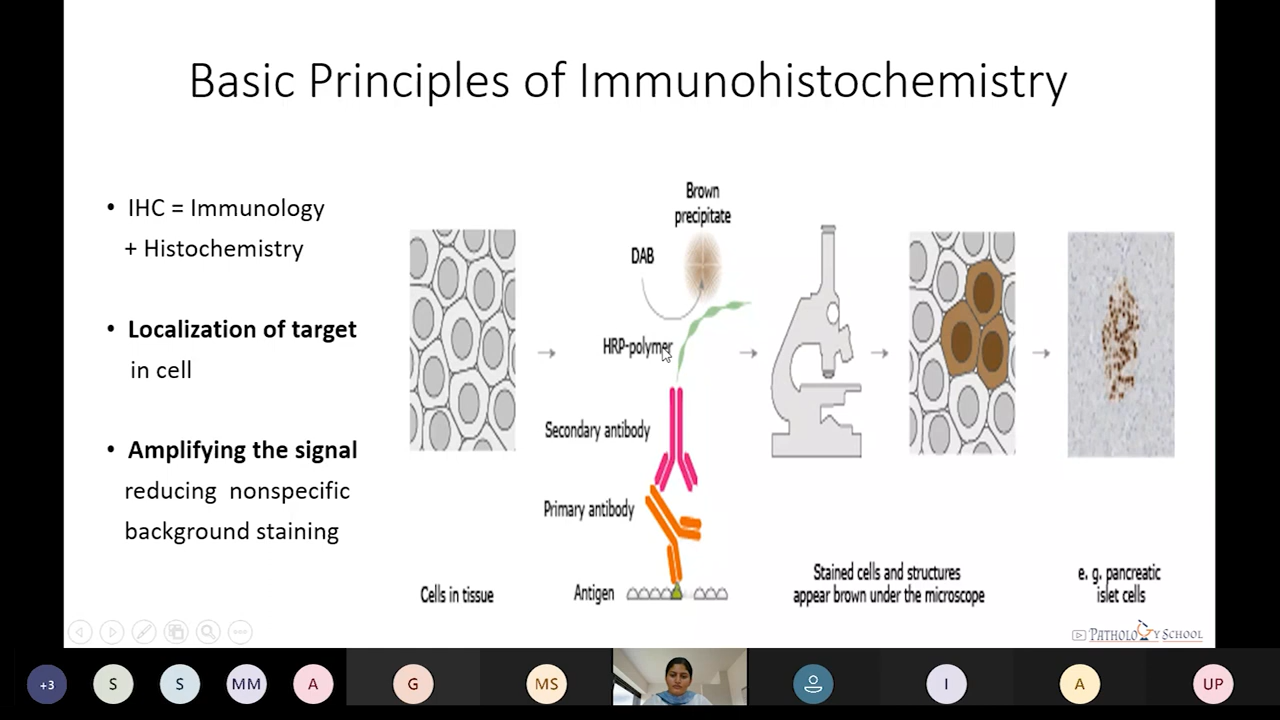 Basic Principles of Immunohistochemistry
• IHC = Immunology
+ Histochemistry
• Localization of target
in cell
• Amplifying the signal
reducing nonspecific
background staining
Brown
precipitate
DAB
HRP-polymer
Secondary antibody
Primary antibody
Antigen
Cells in tissue
Stained cells and structures
appear brown under the microscope
e. g. pancreatic
islet cells
PATHOLOGY SCHOOL
+3
S
S
MM
A
G
MS
I
A
UP